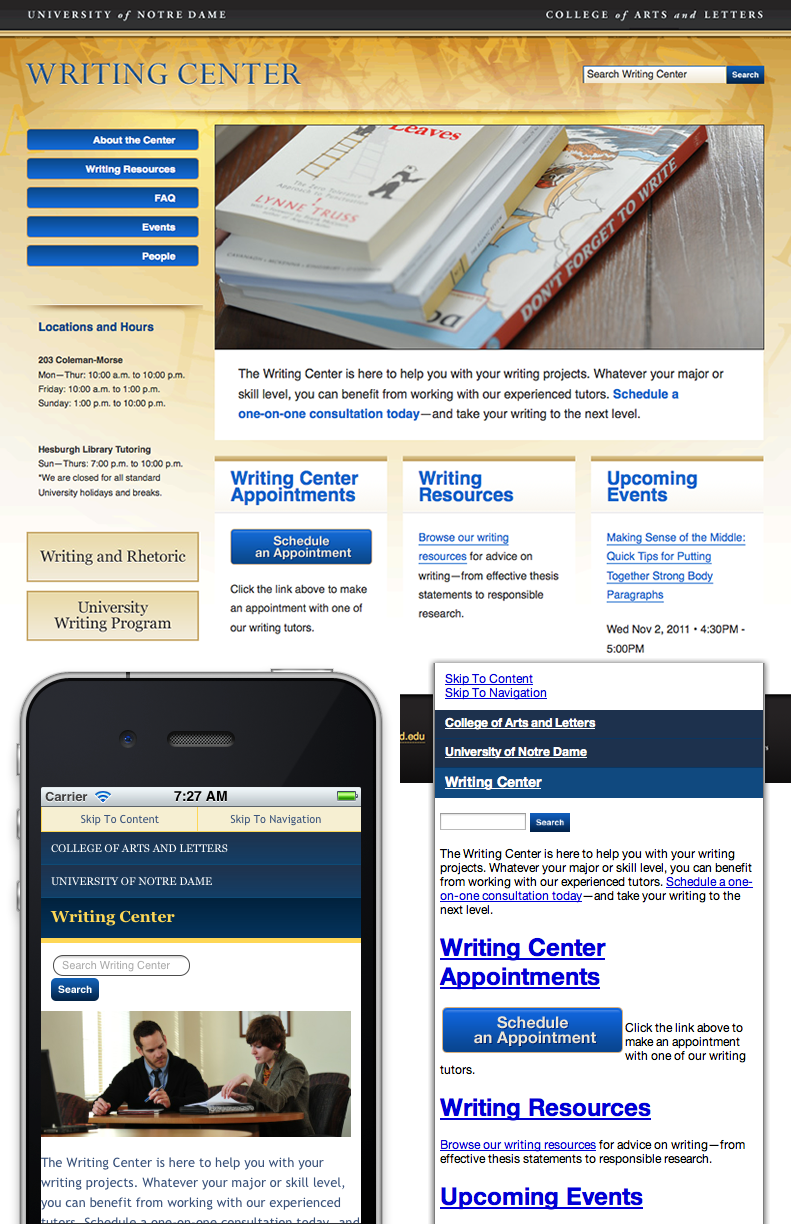 UNIVERSITY of NOTRE DAME
COLLEGE of ARTS and LETTERS
WRITING CENTER
Search Writing Center
Search
About the Center
Writing Resources
FAQ
Events
People
Leaves
The Zero Tolerance
Approach to Punctuation
LYNNE TRUSS
DON'T FORGET TO WRITE
Locations and Hours
203 Coleman-Morse
Mon—Thur: 10:00 a.m. to 10:00 p.m.
Friday: 10:00 a.m. to 1:00 p.m.
Sunday: 1:00 p.m. to 10:00 p.m.
Hesburgh Library Tutoring
Sun—Thurs: 7:00 p.m. to 10:00 p.m.
*We are closed for all standard
University holidays and breaks.
Writing and Rhetoric
University
Writing Program
The Writing Center is here to help you with your writing projects. Whatever your major or
skill level, you can benefit from working with our experienced tutors. Schedule a
one-on-one consultation today—and take your writing to the next level.
Writing Center
Appointments
Schedule
an Appointment
Click the link above to make
an appointment with one of
our writing tutors.
Writing
Resources
Browse our writing
resources for advice on
writing—from effective thesis
statements to responsible
research.
Upcoming
Events
Making Sense of the Middle:
Quick Tips for Putting
Together Strong Body
Paragraphs
Wed Nov 2, 2011 • 4:30PM -
5:00PM
Carrier
7:27 AM
Skip To Content
Skip To Navigation
COLLEGE OF ARTS AND LETTERS
UNIVERSITY OF NOTRE DAME
Writing Center
Search Writing Center
Search
The Writing Center is here to help you with your
writing projects. Whatever your major or skill level,
you can benefit from working with our experienced
tutors. Schedule a one-on-one consultation today—and
d.edu
Skip To Content
Skip To Navigation
College of Arts and Letters
University of Notre Dame
Writing Center
Search
The Writing Center is here to help you with your writing
projects. Whatever your major or skill level, you can benefit
from working with our experienced tutors. Schedule a one-
on-one consultation today—and take your writing to the
next level.
Writing Center
Appointments
Schedule
an Appointment
Click the link above to
make an appointment
with one of our writing
tutors.
Writing Resources
Browse our writing resources for advice on writing—from
effective thesis statements to responsible research.
Upcoming Events